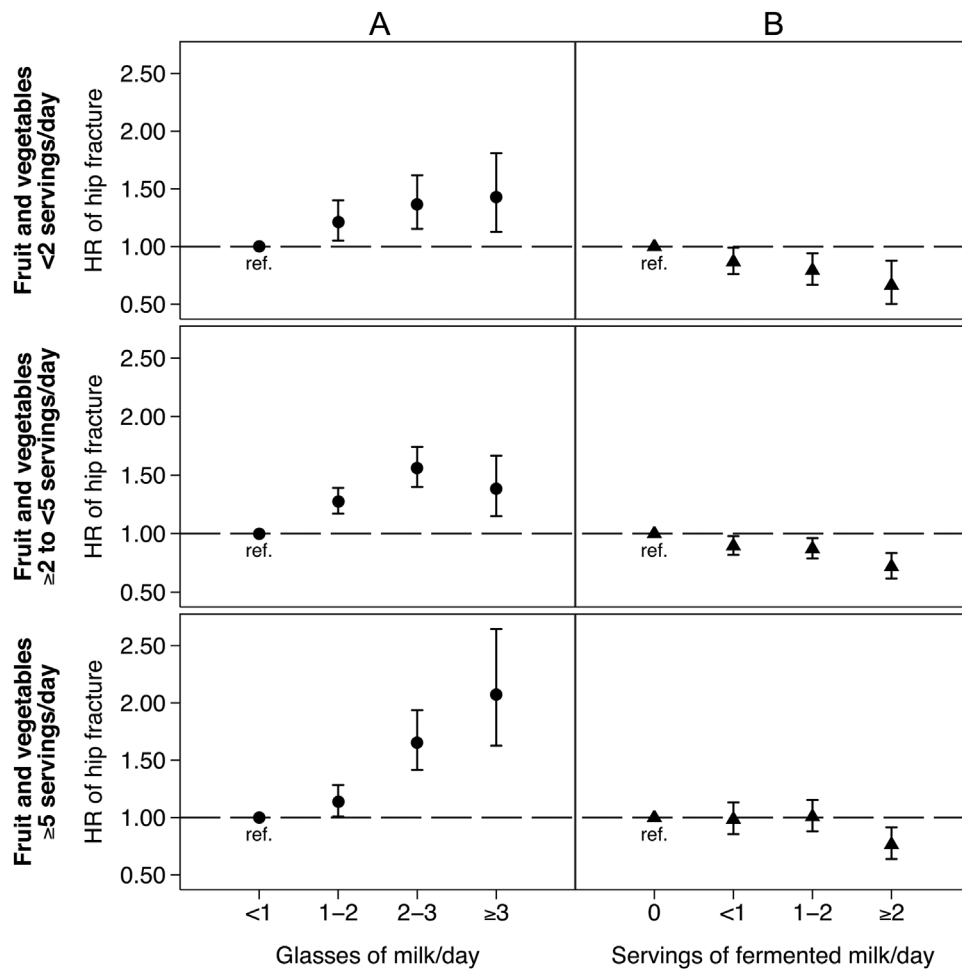 A
B
Fruit and vegetables
<2 servings/day
HR of hip fracture
2.50
2.00
1.50
1.00
0.50
ref.
ref.
Fruit and vegetables
≥2 to <5 servings/day
HR of hip fracture
2.50
2.00
1.50
1.00
0.50
ref.
ref.
Fruit and vegetables
≥5 servings/day
HR of hip fracture
2.50
2.00
1.50
1.00
0.50
ref.
ref.
<1 1–2 2–3 ≥3
0 <1 1–2 ≥2
Glasses of milk/day
Servings of fermented milk/day